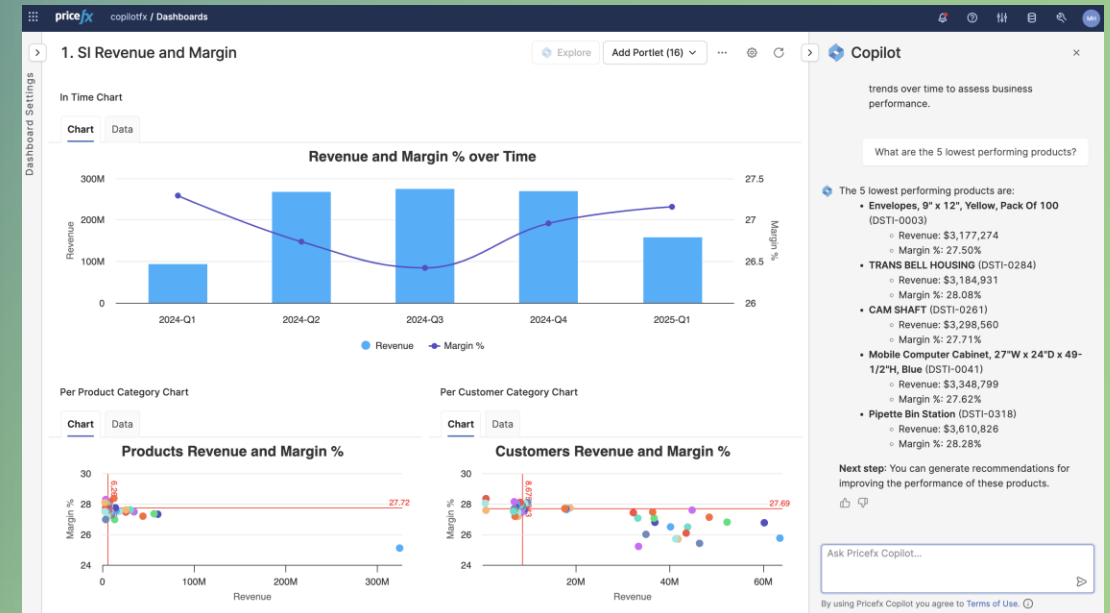 pricefx
copilotfx / Dashboards
MH
Dashboard Settings
1. SI Revenue and Margin
Explore
Add Portlet (16)
In Time Chart
Chart
Data
Revenue and Margin % over Time
300M
200M
100M
0
Revenue
27.5
27
26.5
26
Margin %
2024-Q1
2024-Q2
2024-Q3
2024-Q4
2025-Q1
Revenue
Margin %
Per Product Category Chart
Chart
Data
Products Revenue and Margin %
30
28
26
24
Margin %
27.72
0
100M
200M
300M
Revenue
Per Customer Category Chart
Chart
Data
Customers Revenue and Margin %
30
28
26
24
Margin %
27.69
20M
40M
60M
Revenue
Copilot
trends over time to assess business
performance.
What are the 5 lowest performing products?
The 5 lowest performing products are:
• Envelopes, 9" x 12", Yellow, Pack Of 100
(DSTI-0003)
◦ Revenue: $3,177,274
◦ Margin %: 27.50%
• TRANS BELL HOUSING (DSTI-0284)
◦ Revenue: $3,184,931
◦ Margin %: 28.08%
• CAM SHAFT (DSTI-0261)
◦ Revenue: $3,298,560
◦ Margin %: 27.71%
• Mobile Computer Cabinet, 27"W x 24"D x 49-
1/2"H, Blue (DSTI-0041)
◦ Revenue: $3,348,799
◦ Margin %: 27.62%
• Pipette Bin Station (DSTI-0318)
◦ Revenue: $3,610,826
◦ Margin %: 28.28%
Next step: You can generate recommendations for
improving the performance of these products.
Ask Pricefx Copilot...
By using Pricefx Copilot you agree to Terms of Use.